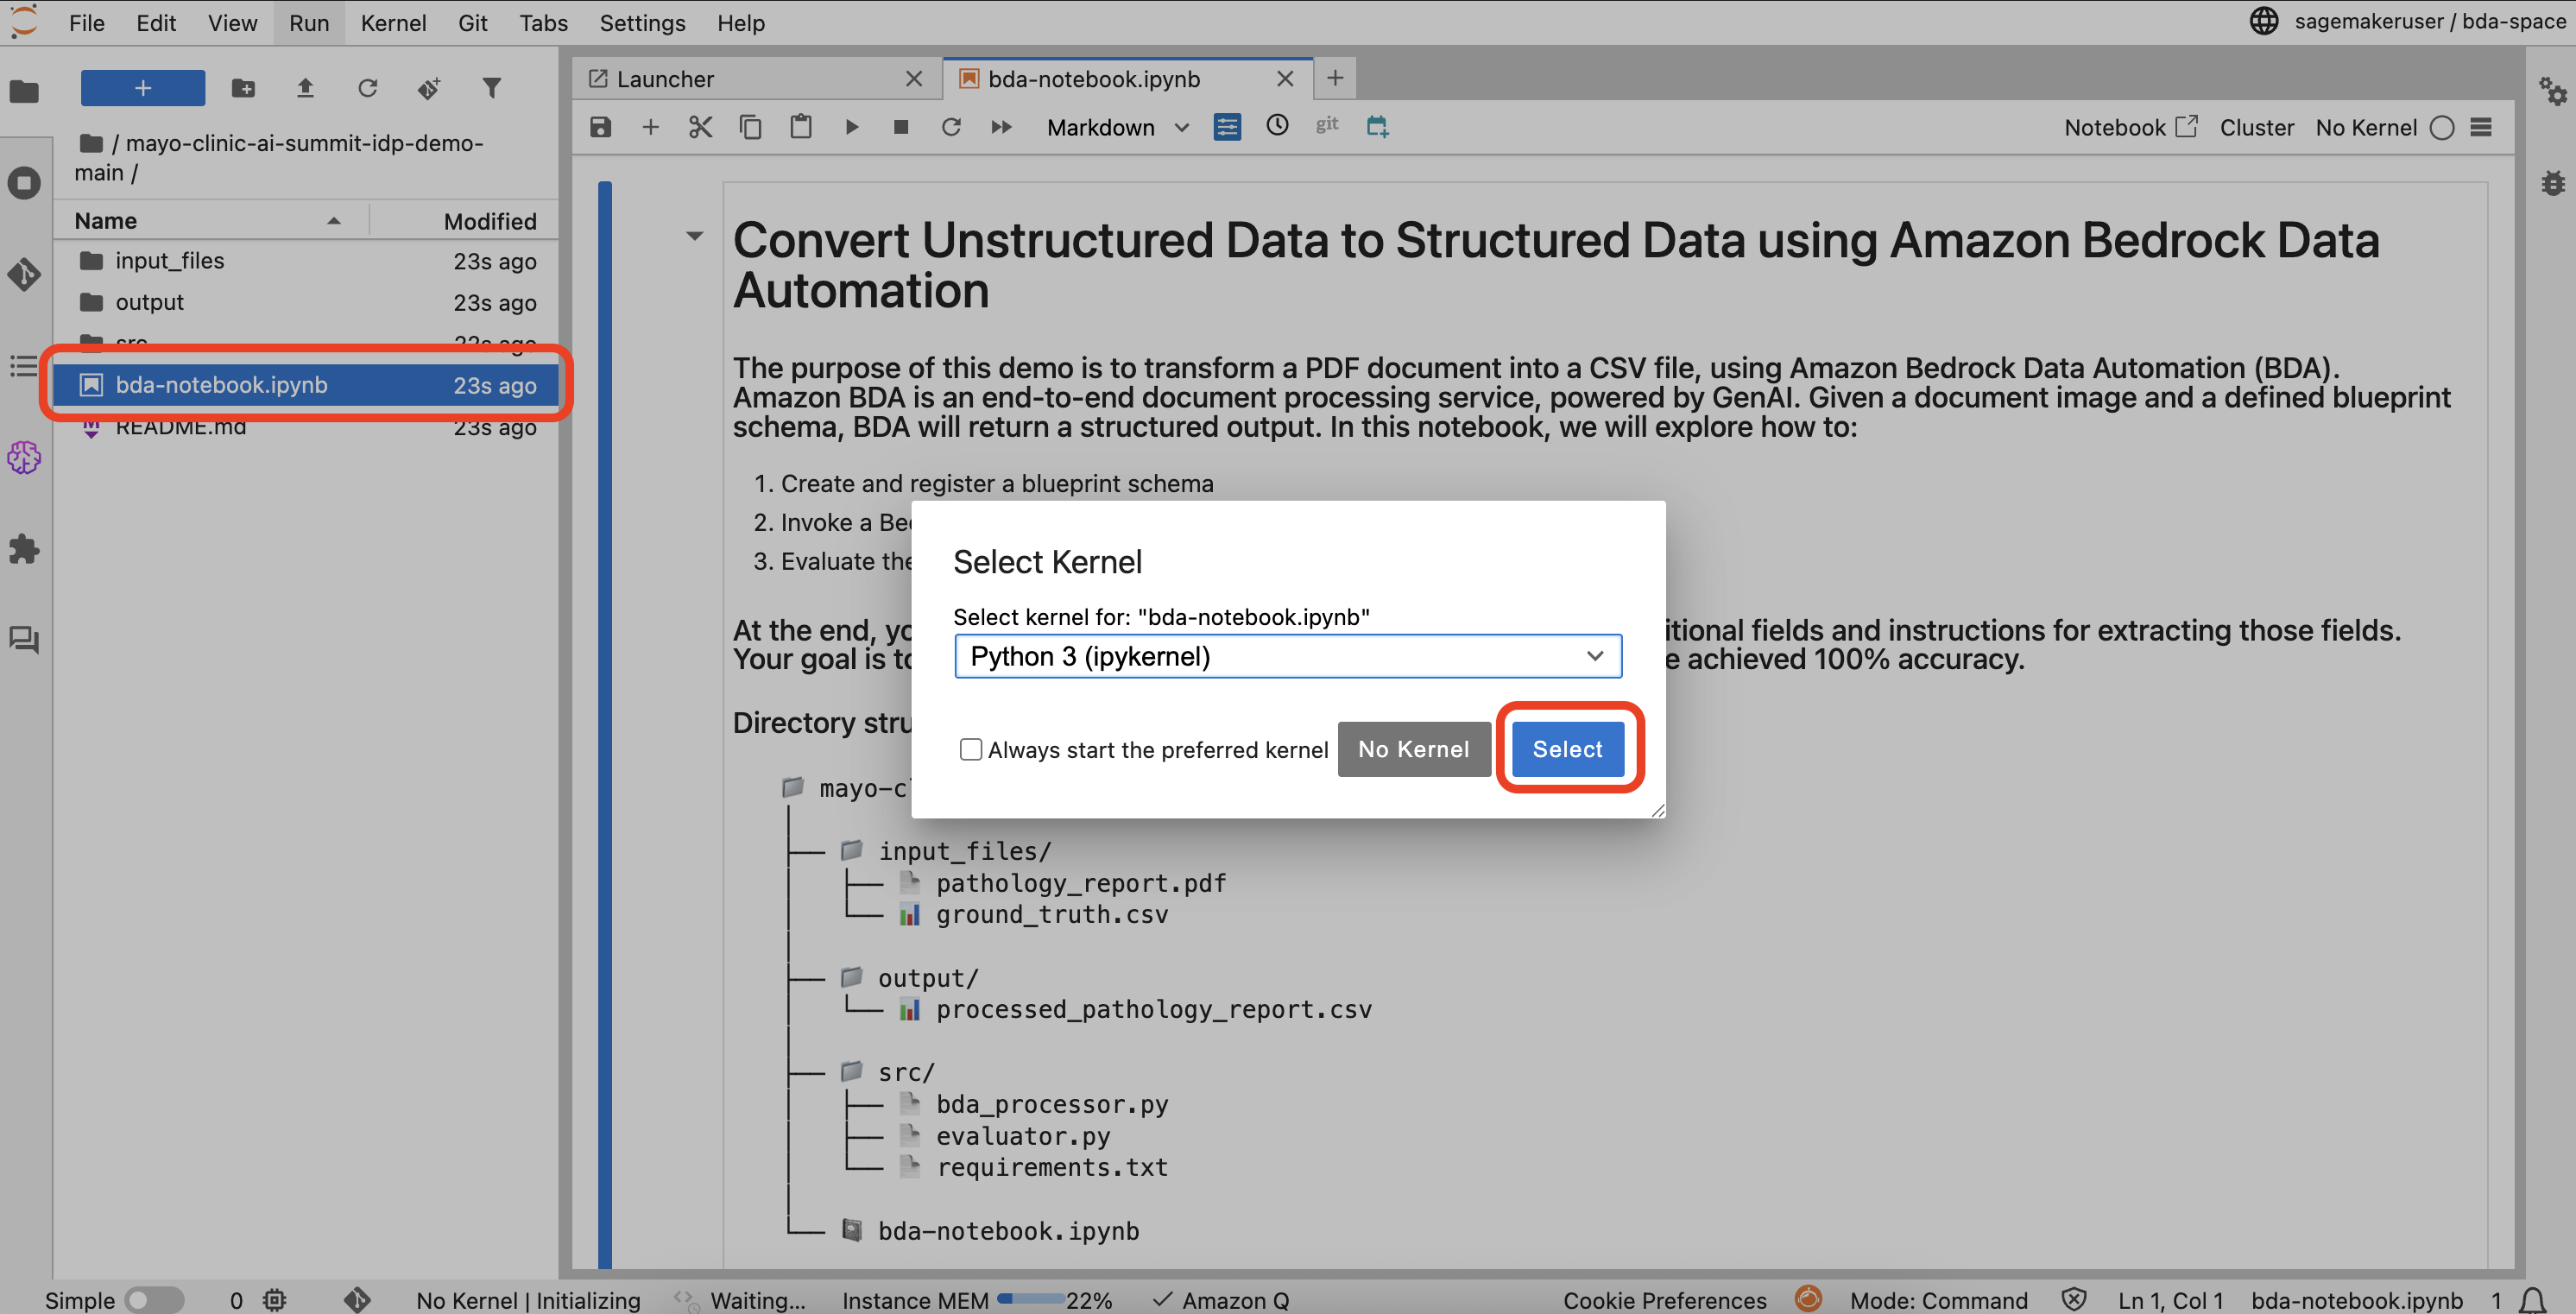 File Edit View Run Kernel Git Tabs Settings Help
sagemakeruser / bda-space
/ mayo-clinic-ai-summit-idp-demo-
main /
Name Modified
input_files 23s ago
output 23s ago
src 23s ago
bda-notebook.ipynb 23s ago
README.md 23s ago
Launcher
bda-notebook.ipynb
Markdown git Notebook Cluster No Kernel
Convert Unstructured Data to Structured Data using Amazon Bedrock Data
Automation
The purpose of this demo is to transform a PDF document into a CSV file, using Amazon Bedrock Data Automation (BDA).
Amazon BDA is an end-to-end document processing service, powered by GenAI. Given a document image and a defined blueprint
schema, BDA will return a structured output. In this notebook, we will explore how to:
1. Create and register a blueprint schema
2. Invoke a Be
3. Evaluate the
At the end, yo
itional fields and instructions for extracting those fields.
Your goal is to
e achieved 100% accuracy.
Directory stru
Select Kernel
Select kernel for: "bda-notebook.ipynb"
Python 3 (ipykernel)
Always start the preferred kernel
No Kernel
Select
mayo-c
input_files/
pathology_report.pdf
ground_truth.csv
output/
processed_pathology_report.csv
src/
bda_processor.py
evaluator.py
requirements.txt
bda-notebook.ipynb
Simple 0 No Kernel | Initializing Waiting... Instance MEM 22% Amazon Q Cookie Preferences Mode: Command Ln 1, Col 1 bda-notebook.ipynb 1